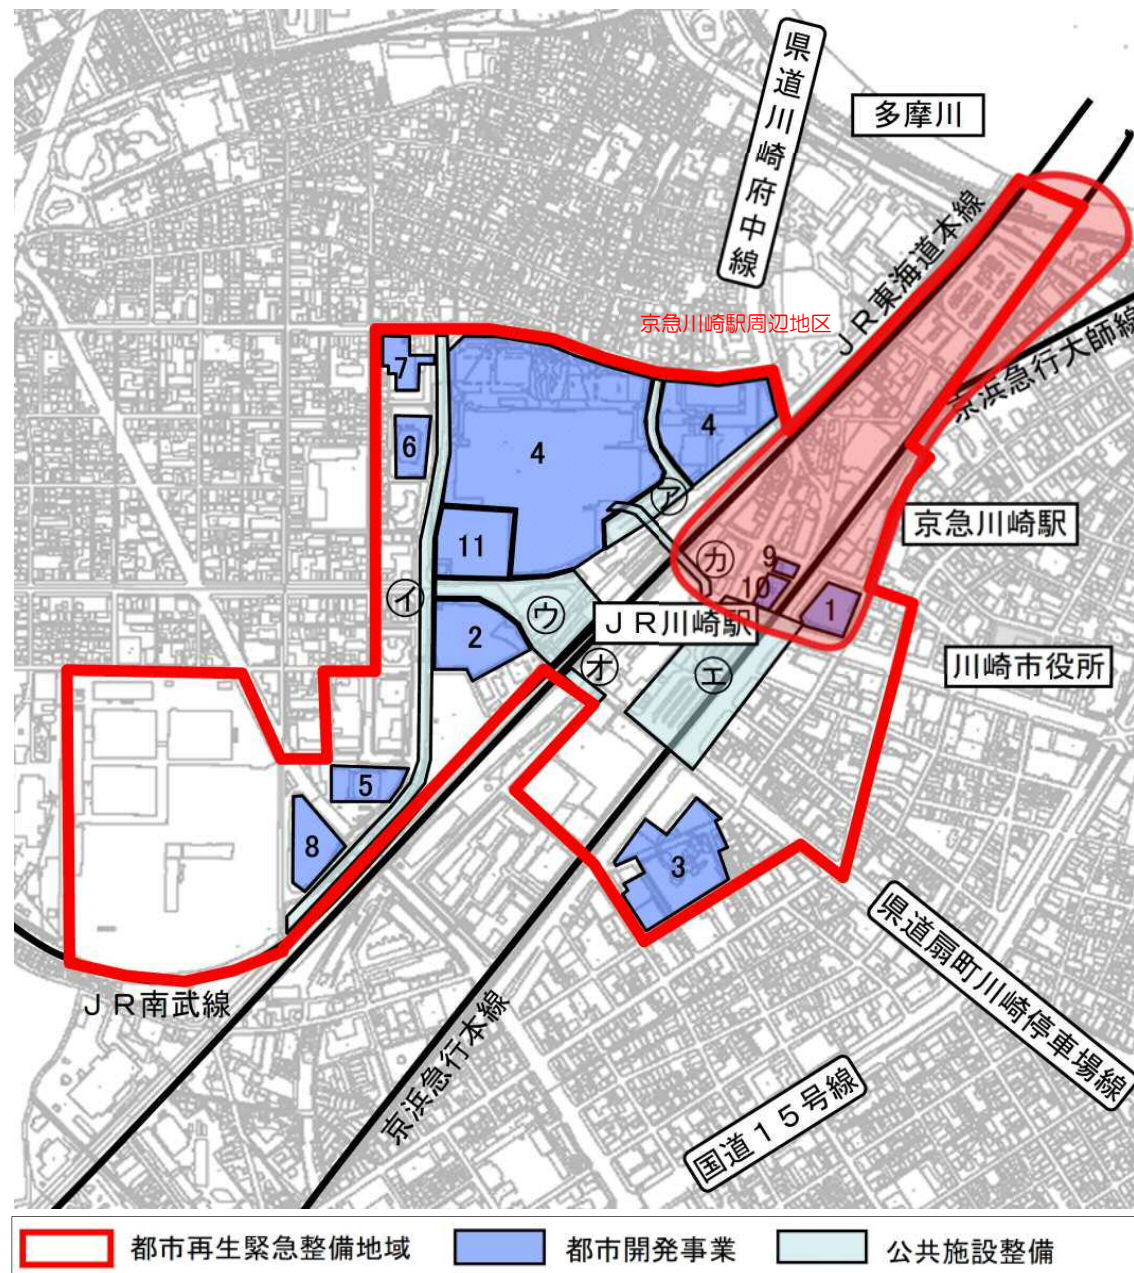 県道川崎府中線
多摩川
JR東海道本線
京急川崎駅周辺地区
京浜急行大師線
7
4
6
4
ア
京急川崎駅
11
カ
9
10
イ
1
ウ
JR川崎駅
2
オ
エ
川崎市役所
5
8
3
県道扇町川崎停車場線
JR南武線
京浜急行本線
国道15号線
都市再生緊急整備地域
都市開発事業
公共施設整備